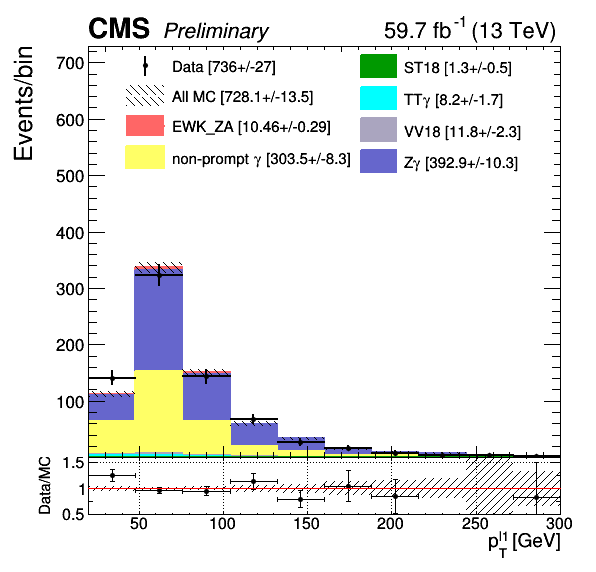 CMS Preliminary 59.7 fb⁻¹ (13 TeV)
Events/bin
Data [736+/-27]
All MC [728.1+/-13.5]
EWK_ZA [10.46+/-0.29]
non-prompt γ [303.5+/-8.3]
ST18 [1.3+/-0.5]
TTγ [8.2+/-1.7]
VV18 [11.8+/-2.3]
Zγ [392.9+/-10.3]
700
600
500
400
300
200
100
Data/MC
1.5
1
0.5
50 100 150 200 250 300
p_T^l1 [GeV]